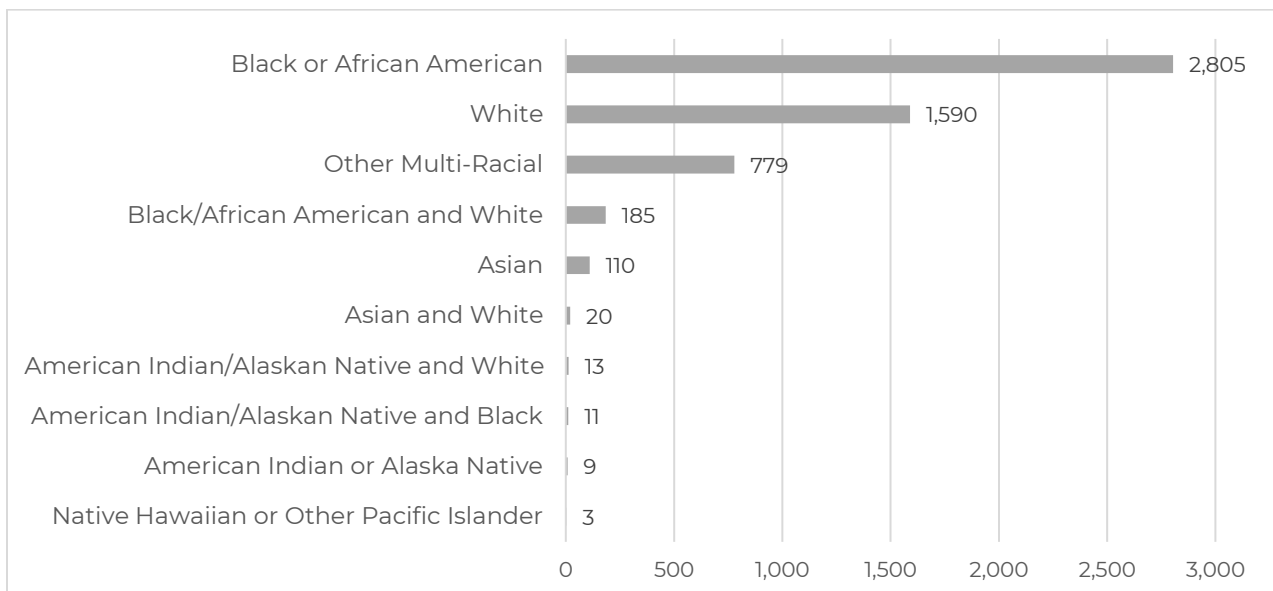 Black or African American 2,805
White 1,590
Other Multi-Racial 779
Black/African American and White 185
Asian 110
Asian and White 20
American Indian/Alaskan Native and White 13
American Indian/Alaskan Native and Black 11
American Indian or Alaska Native 9
Native Hawaiian or Other Pacific Islander 3
0 500 1,000 1,500 2,000 2,500 3,000